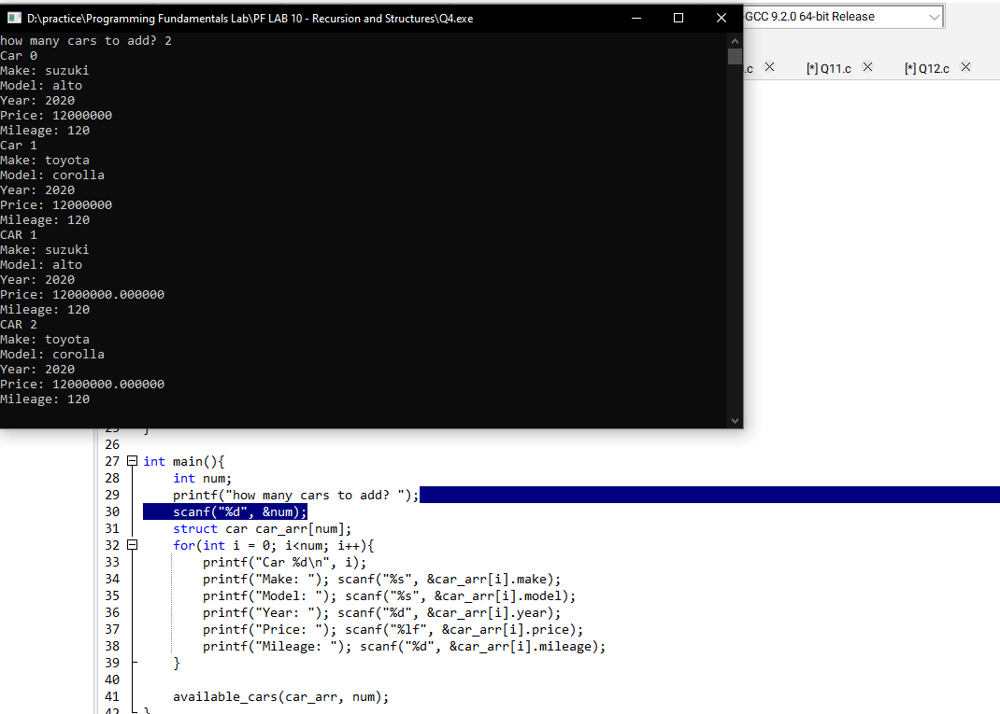 D:\practice\Programming Fundamentals Lab\PF LAB 10 - Recursion and Structures\Q4.exe
-GCC 9.2.0 64-bit Release
.c
[*] Q11.c
[*] Q12.c
how many cars to add? 2
Car 0
Make: suzuki
Model: alto
Year: 2020
Price: 12000000
Mileage: 120
Car 1
Make: toyota
Model: corolla
Year: 2020
Price: 12000000
Mileage: 120
CAR 1
Make: suzuki
Model: alto
Year: 2020
Price: 12000000.000000
Mileage: 120
CAR 2
Make: toyota
Model: corolla
Year: 2020
Price: 12000000.000000
Mileage: 120
25 }
26
27 int main(){
28 int num;
29 printf("how many cars to add? ");
30 scanf("%d", &num);
31 struct car car_arr[num];
32 for(int i = 0; i<num; i++){
33 printf("Car %d\n", i);
34 printf("Make: "); scanf("%s", &car_arr[i].make);
35 printf("Model: "); scanf("%s", &car_arr[i].model);
36 printf("Year: "); scanf("%d", &car_arr[i].year);
37 printf("Price: "); scanf("%lf", &car_arr[i].price);
38 printf("Mileage: "); scanf("%d", &car_arr[i].mileage);
39 }
40
41 available_cars(car_arr, num);
42 }